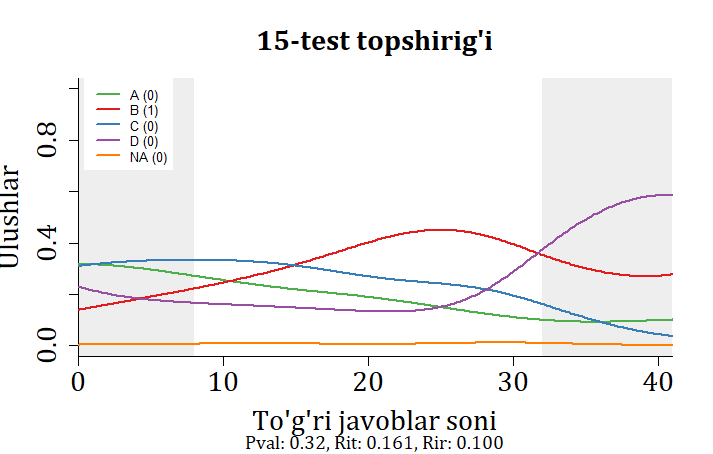 15-test topshirig'i
A (0)
B (1)
C (0)
D (0)
NA (0)
Ulushlar
0.8
0.4
0.0
0 10 20 30 40
To'g'ri javoblar soni
Pval: 0.32, Rit: 0.161, Rir: 0.100